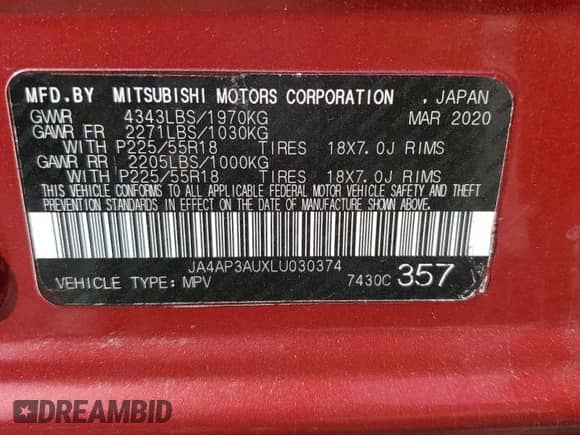 MFD.BY MITSUBISHI MOTORS CORPORATION , JAPAN
GVWR 4343LBS/1970KG MAR 2020
GAWR FR 2271LBS/1030KG
WITH P225/55R18 TIRES 18X7.0J RIMS
GAWR RR 2205LBS/1000KG
WITH P225/55R18 TIRES 18X7.0J RIMS
THIS VEHICLE CONFORMS TO ALL APPLICABLE FEDERAL MOTOR VEHICLE SAFETY AND THEFT
PREVENTION STANDARDS IN EFFECT ON THE DATE OF MANUFACTURE SHOWN ABOVE.
JA4AP3AUXLU030374
VEHICLE TYPE: MPV 7430C 357
DREAMBID